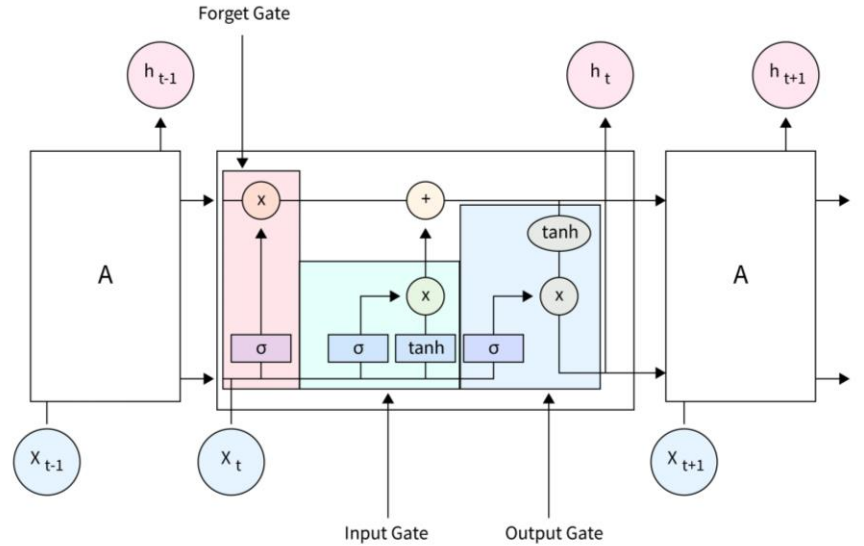 Forget Gate
h t-1
h t
h t+1
x
+
tanh
A
x
x
A
σ
σ
tanh
σ
X t-1
X t
X t+1
Input Gate
Output Gate